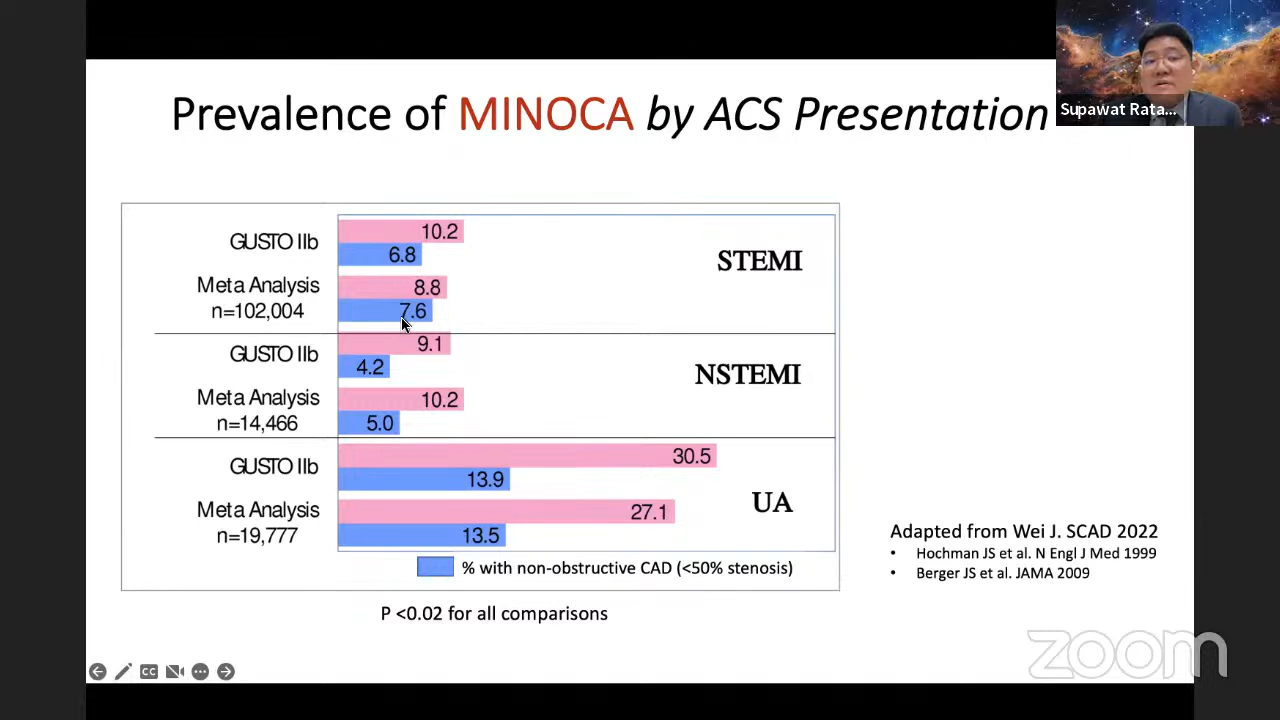 Prevalence of MINOCA by ACS Presentation
Supawat Rata...
GUSTO IIb
10.2
6.8
STEMI
Meta Analysis
n=102,004
8.8
7.6
GUSTO IIb
9.1
4.2
NSTEMI
Meta Analysis
n=14,466
10.2
5.0
GUSTO IIb
30.5
13.9
UA
Meta Analysis
n=19,777
27.1
13.5
% with non-obstructive CAD (<50% stenosis)
P <0.02 for all comparisons
Adapted from Wei J. SCAD 2022
• Hochman JS et al. N Engl J Med 1999
• Berger JS et al. JAMA 2009
CC
zoom